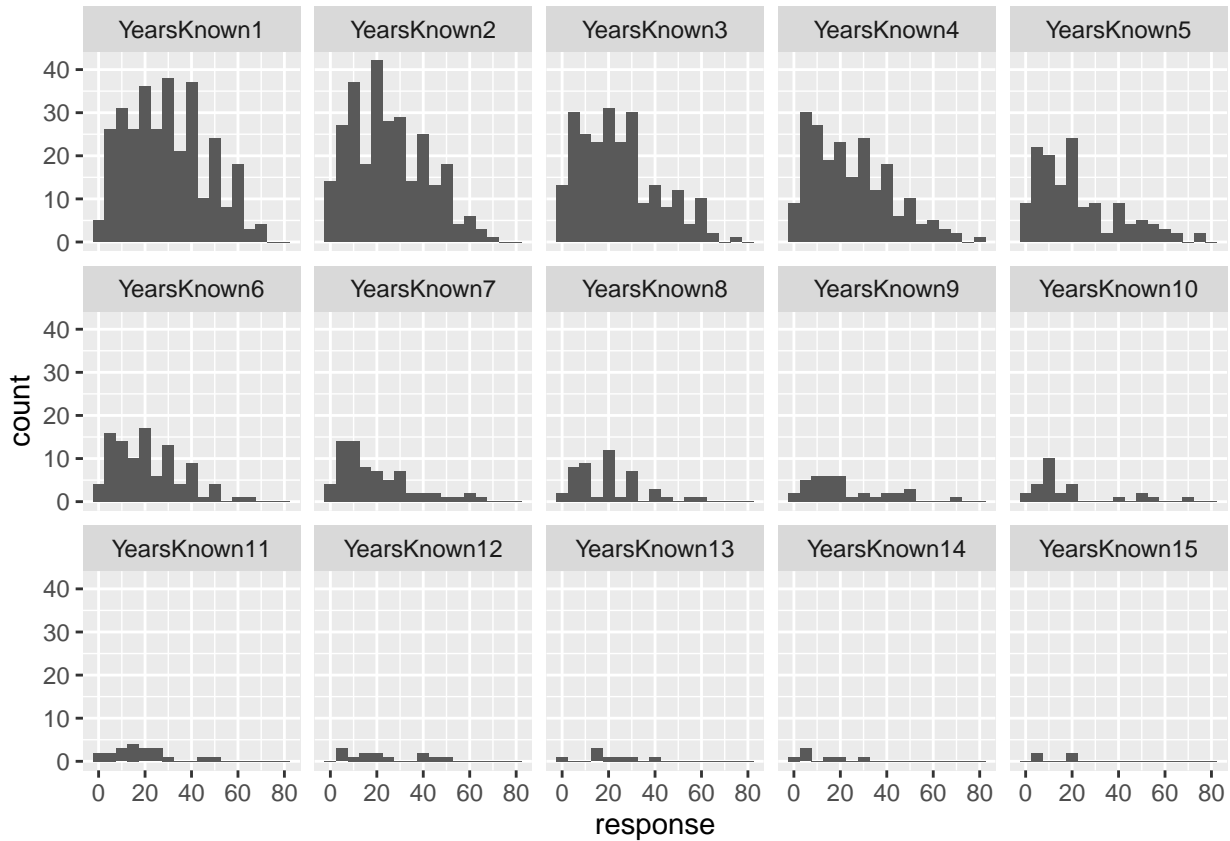 YearsKnown1 YearsKnown2 YearsKnown3 YearsKnown4 YearsKnown5
40
30
20
10
0
YearsKnown6 YearsKnown7 YearsKnown8 YearsKnown9 YearsKnown10
40
30
20
10
0
YearsKnown11 YearsKnown12 YearsKnown13 YearsKnown14 YearsKnown15
40
30
20
10
0
0 20 40 60 80 0 20 40 60 80 0 20 40 60 80 0 20 40 60 80 0 20 40 60 80
response
count